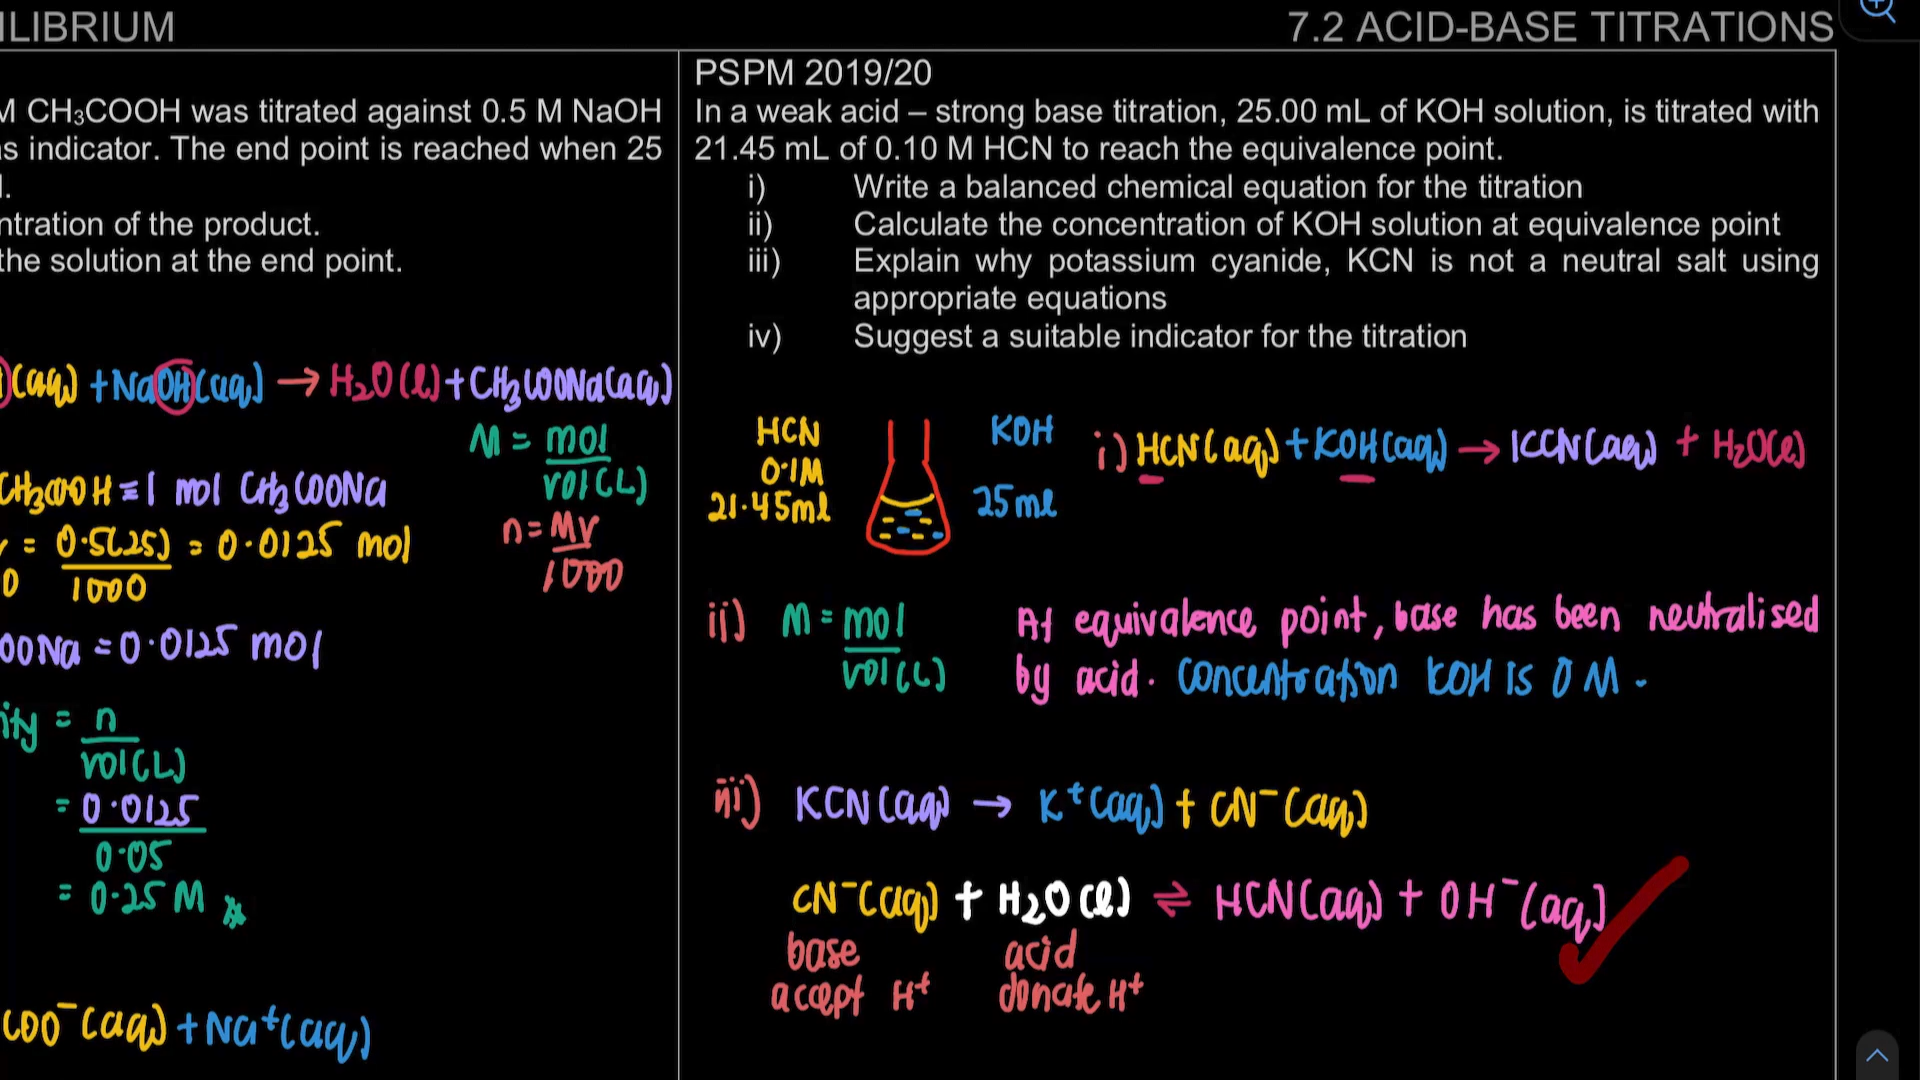 ILIBRIUM
7.2 ACID-BASE TITRATIONS
M CH₃COOH was titrated against 0.5 M NaOH
s indicator. The end point is reached when 25
l.
ntration of the product.
the solution at the end point.
(aq) + NaOH(aq) → H₂O(l) + CH₃COONa(aq)
M = mol
vol(L)
CH₃COOH ≡ 1 mol CH₃COONa
n = MV
1000
= 0.5(25) = 0.0125 mol
0 1000
OONa = 0.0125 mol
ity = n
vol(L)
= 0.0125
0.05
= 0.25 M
COO⁻(aq) + Na⁺(aq)
PSPM 2019/20
In a weak acid – strong base titration, 25.00 mL of KOH solution, is titrated with
21.45 mL of 0.10 M HCN to reach the equivalence point.
i) Write a balanced chemical equation for the titration
ii) Calculate the concentration of KOH solution at equivalence point
iii) Explain why potassium cyanide, KCN is not a neutral salt using
appropriate equations
iv) Suggest a suitable indicator for the titration
HCN
0.1M
21.45ml
KOH
25ml
i) HCN(aq) + KOH(aq) → KCN(aq) + H₂O(l)
ii) M = mol
vol(L)
At equivalence point, base has been neutralised
by acid. Concentration KOH is 0 M.
iii) KCN(aq) → K⁺(aq) + CN⁻(aq)
CN⁻(aq) + H₂O(l) ⇌ HCN(aq) + OH⁻(aq)
base acid
accept H⁺ donate H⁺